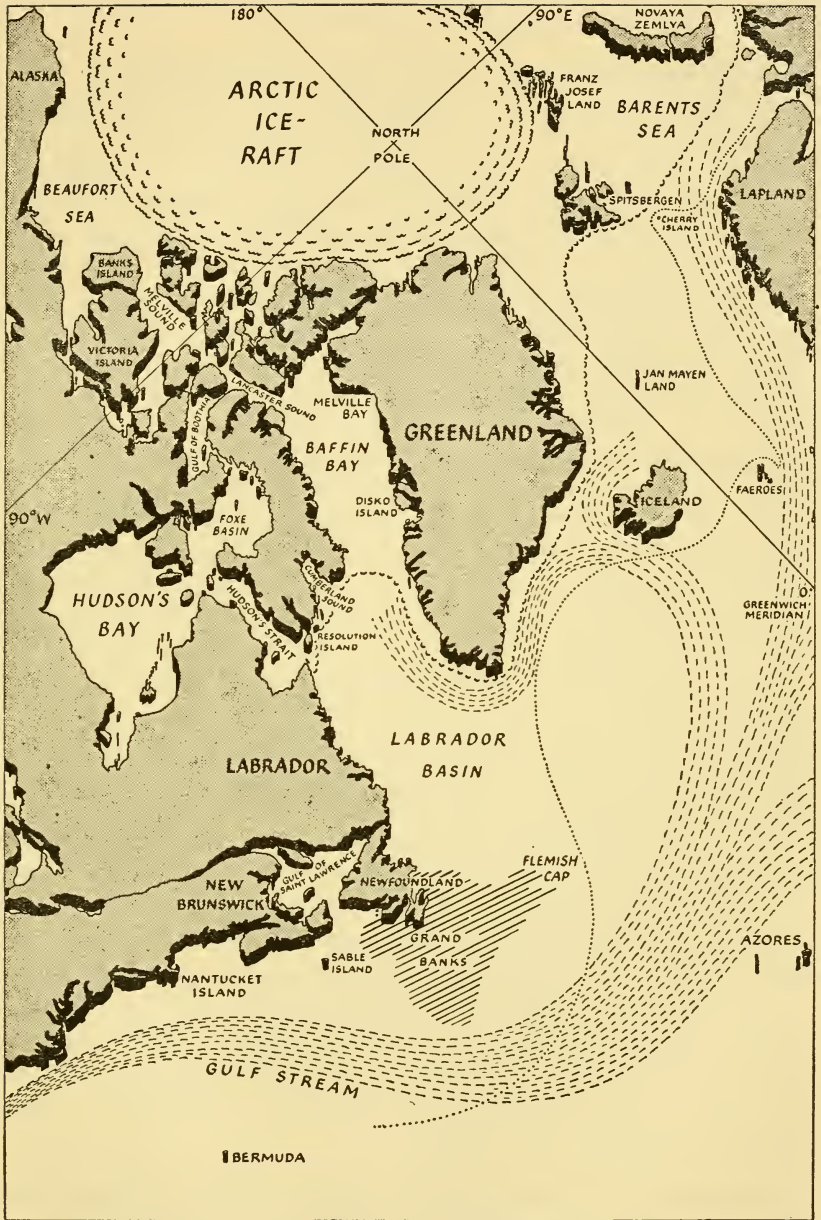 180°
90°E
NOVAYA
ZEMLYA
ALASKA
ARCTIC
ICE-
RAFT
FRANZ
JOSEF
LAND
BARENTS
SEA
NORTH
POLE
BEAUFORT
SEA
SPITSBERGEN
LAPLAND
CHERRY
ISLAND
BANKS
ISLAND
MELVILLE
SOUND
VICTORIA
ISLAND
JAN MAYEN
LAND
LANCASTER SOUND
MELVILLE
BAY
GULF OF BOOTHIA
GREENLAND
BAFFIN
BAY
DISKO
ISLAND
ICELAND
FAEROES
90°W
FOXE
BASIN
HUDSON'S
BAY
CUMBERLAND
SOUND
HUDSON'S STRAIT
RESOLUTION
ISLAND
0°
GREENWICH
MERIDIAN
LABRADOR
BASIN
LABRADOR
FLEMISH
CAP
GULF OF
SAINT LAWRENCE
NEWFOUNDLAND
NEW
BRUNSWICK
GRAND
BANKS
AZORES
SABLE
ISLAND
NANTUCKET
ISLAND
GULF STREAM
BERMUDA